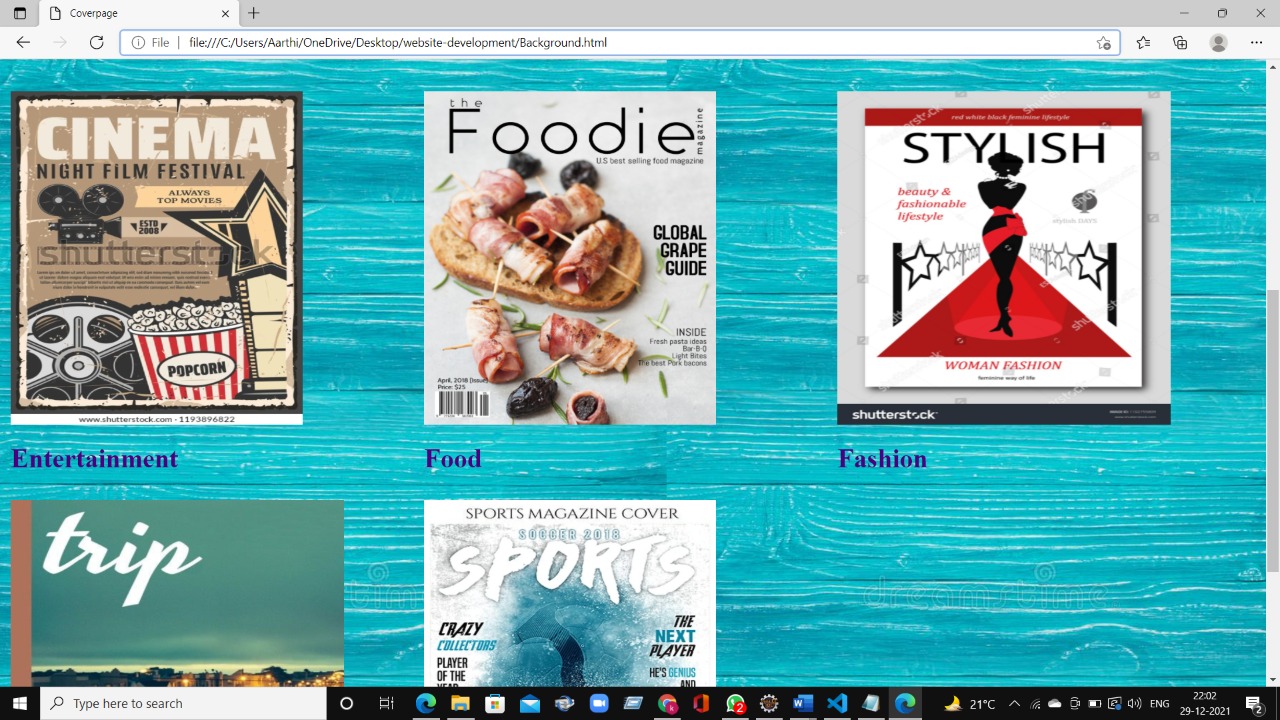 File
file:///C:/Users/Aarthi/OneDrive/Desktop/website-development/Background.html
CINEMA
NIGHT FILM FESTIVAL
ALWAYS
TOP MOVIES
ESTD
2008
shutterstock
POPCORN
www.shutterstock.com · 1193896822
Entertainment
the
Foodie
magazine
U.S best selling food magazine
GLOBAL
GRAPE
GUIDE
INSIDE
Fresh pasta ideas
Bar-B-Q
Light Bites
The best Pork bacons
April, 2018 [Issue]
Price: $25
Food
red white black feminine lifestyle
STYLISH
beauty &
fashionable
lifestyle
stylish DAYS
WOMAN FASHION
feminine way of life
shutterstock
Fashion
trip
SPORTS MAGAZINE COVER
SOCCER 2018
SPORTS
CRAZY
COLLECTORS
PLAYER
OF THE
YEAR
THE
NEXT
PLAYER
HE'S GENIUS
AND
dreamstime
Type here to search
2
21°C
22:02
29-12-2021
2